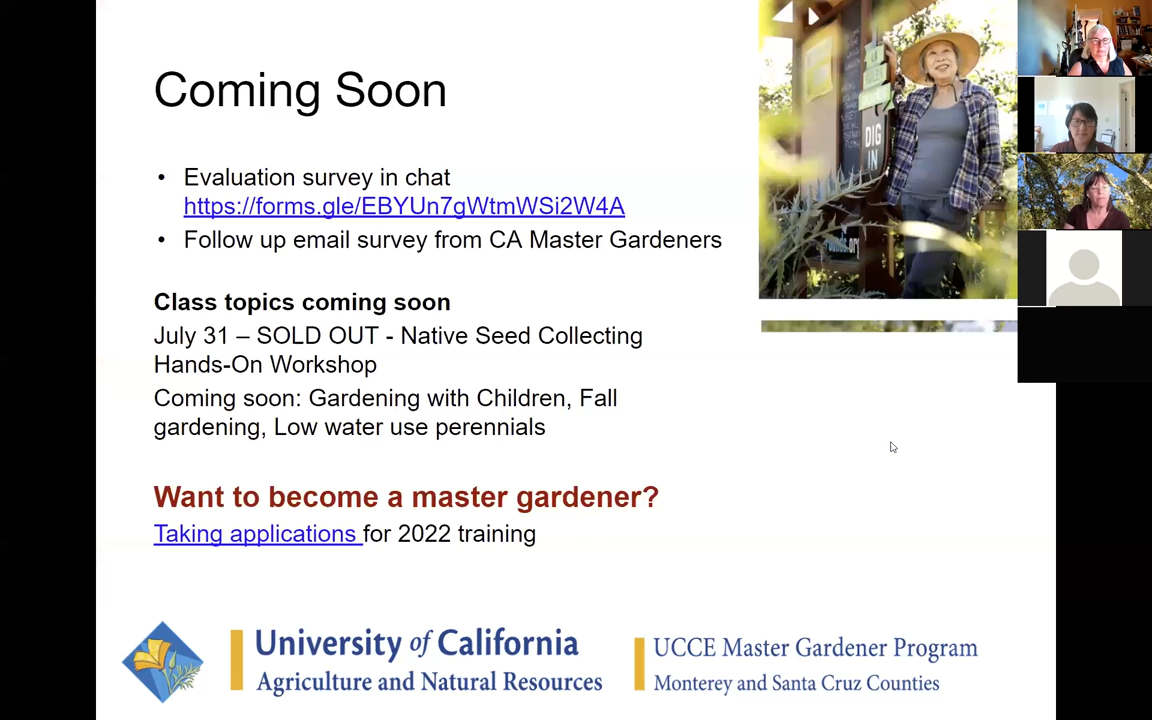 Coming Soon
• Evaluation survey in chat
https://forms.gle/EBYUn7gWtmWSi2W4A
• Follow up email survey from CA Master Gardeners
Class topics coming soon
July 31 – SOLD OUT - Native Seed Collecting
Hands-On Workshop
Coming soon: Gardening with Children, Fall
gardening, Low water use perennials
Want to become a master gardener?
Taking applications for 2022 training
DIG
IN
University of California
Agriculture and Natural Resources
UCCE Master Gardener Program
Monterey and Santa Cruz Counties